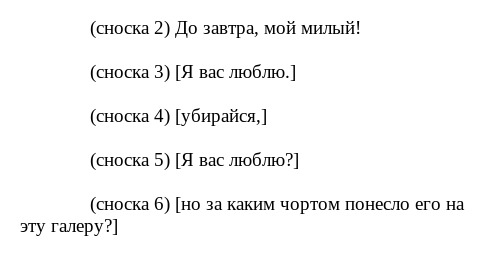 (сноска 2) До завтра, мой милый!
(сноска 3) [Я вас люблю.]
(сноска 4) [убирайся,]
(сноска 5) [Я вас люблю?]
(сноска 6) [но за каким чортом понесло его на
эту галеру?]